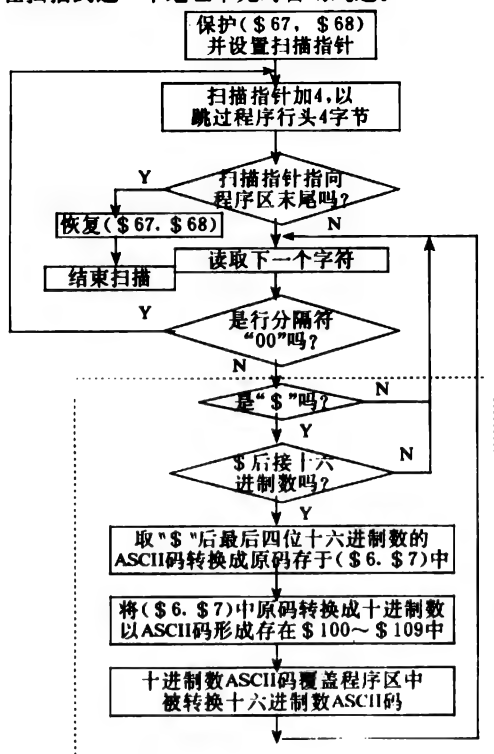 保护($67, $68)
并设置扫描指针
扫描指针加4,以
跳过程序行头4字节
Y
扫描指针指向
程序区末尾吗?
N
恢复($67.$68)
读取下一个字符
结束扫描
Y
是行分隔符
“00”吗?
N
是“$”吗?
N
Y
$后接十六
进制数吗?
N
Y
取"$"后最后四位十六进制数的
ASCII码转换成原码存于($6.$7)中
将($6.$7)中原码转换成十进制数
以ASCII码形成存在$100～$109中
十进制数ASCII码覆盖程序区中
被转换十六进制数ASCII码